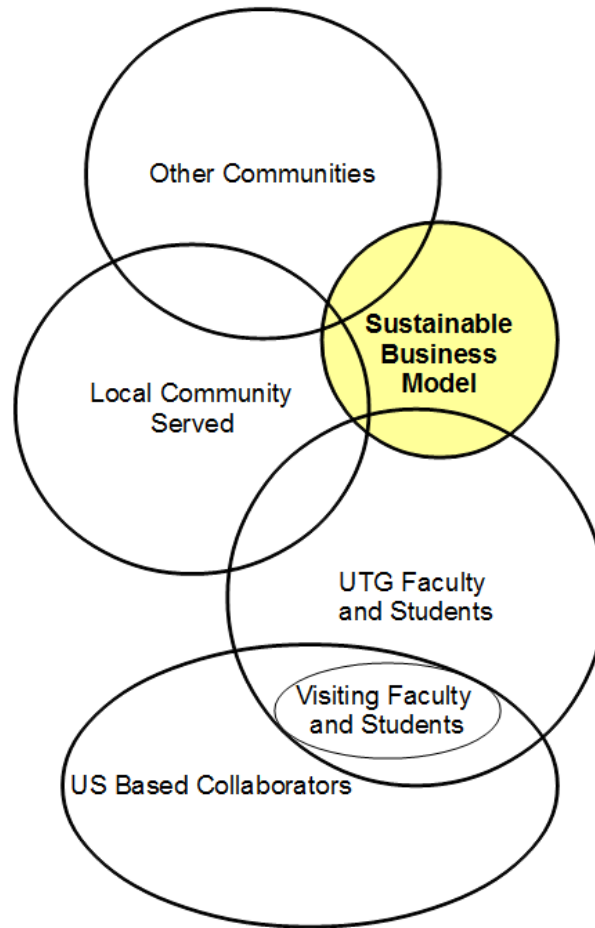 Other Communities
Sustainable
Business
Model
Local Community
Served
UTG Faculty
and Students
Visiting Faculty
and Students
US Based Collaborators